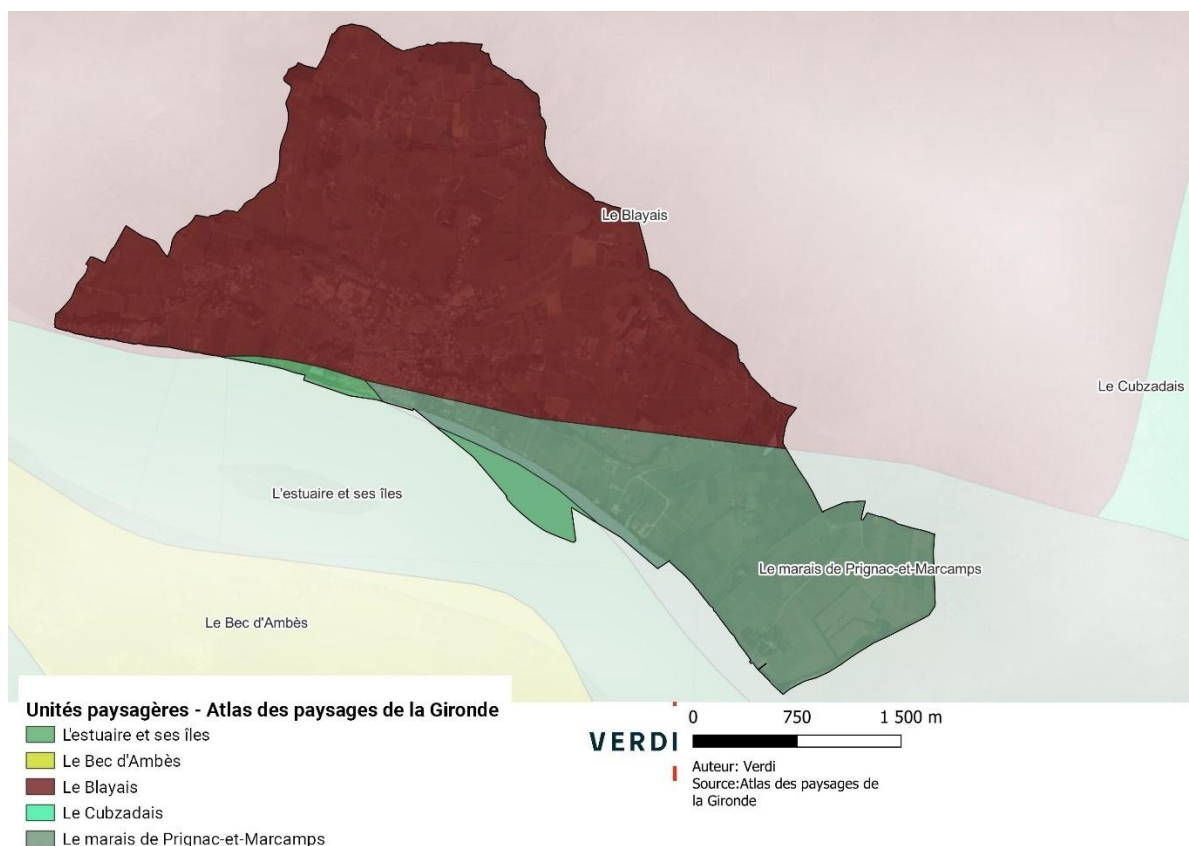 Le Blayais
Le Cubzadais
L'estuaire et ses îles
Le marais de Prignac-et-Marcamps
Le Bec d'Ambès
Unités paysagères - Atlas des paysages de la Gironde
L'estuaire et ses îles
Le Bec d'Ambès
Le Blayais
Le Cubzadais
Le marais de Prignac-et-Marcamps
VERDI
0 750 1 500 m
Auteur: Verdi
Source:Atlas des paysages de
la Gironde